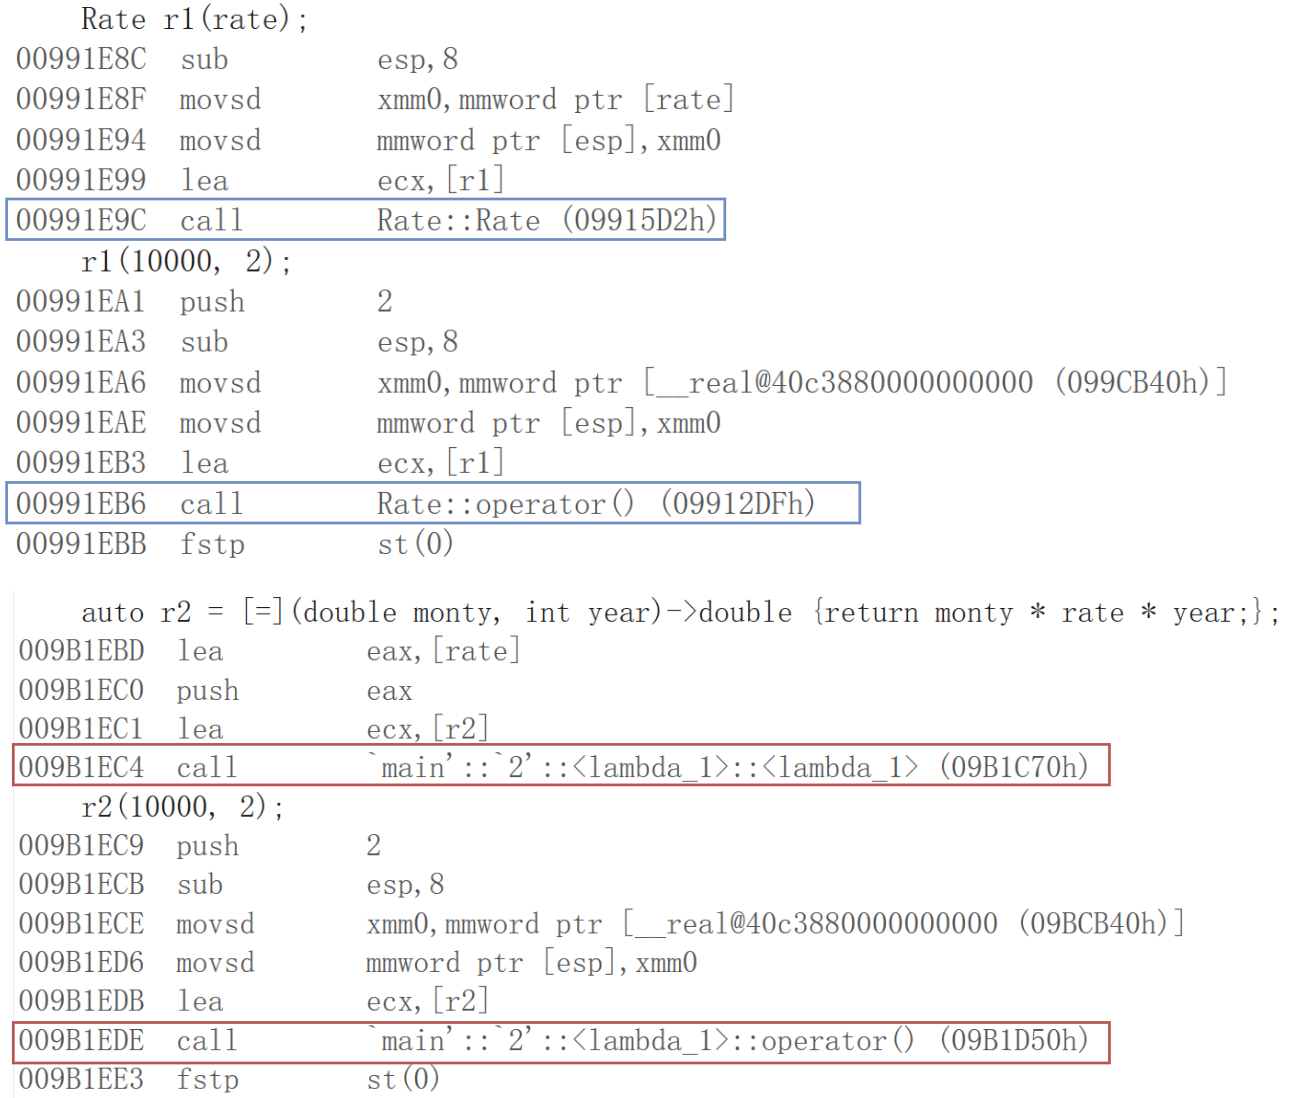 Rate r1(rate);
00991E8C sub esp,8
00991E8F movsd xmm0,mmword ptr [rate]
00991E94 movsd mmword ptr [esp],xmm0
00991E99 lea ecx,[r1]
00991E9C call Rate::Rate (09915D2h)
r1(10000, 2);
00991EA1 push 2
00991EA3 sub esp,8
00991EA6 movsd xmm0,mmword ptr [__real@40c3880000000000 (099CB40h)]
00991EAE movsd mmword ptr [esp],xmm0
00991EB3 lea ecx,[r1]
00991EB6 call Rate::operator() (09912DFh)
00991EBB fstp st(0)
auto r2 = [=](double monty, int year)->double {return monty * rate * year;};
009B1EBD lea eax,[rate]
009B1EC0 push eax
009B1EC1 lea ecx,[r2]
009B1EC4 call `main'::`2'::<lambda_1>::<lambda_1> (09B1C70h)
r2(10000, 2);
009B1EC9 push 2
009B1ECB sub esp,8
009B1ECE movsd xmm0,mmword ptr [__real@40c3880000000000 (09BCB40h)]
009B1ED6 movsd mmword ptr [esp],xmm0
009B1EDB lea ecx,[r2]
009B1EDE call `main'::`2'::<lambda_1>::operator() (09B1D50h)
009B1EE3 fstp st(0)